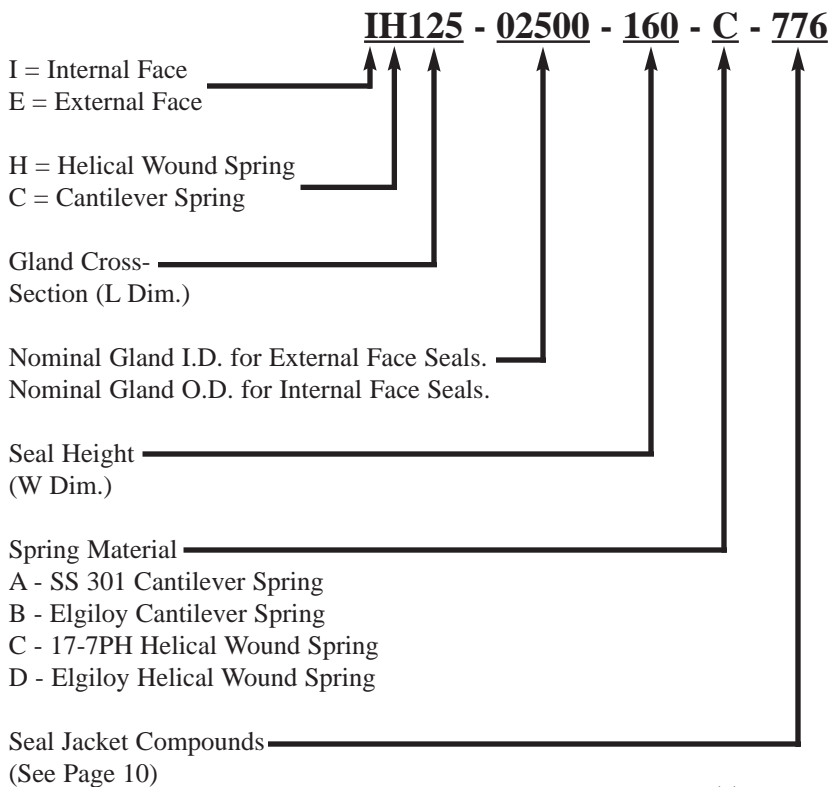 IH125 - 02500 - 160 - C - 776
I = Internal Face
E = External Face
H = Helical Wound Spring
C = Cantilever Spring
Gland Cross-
Section (L Dim.)
Nominal Gland I.D. for External Face Seals.
Nominal Gland O.D. for Internal Face Seals.
Seal Height
(W Dim.)
Spring Material
A - SS 301 Cantilever Spring
B - Elgiloy Cantilever Spring
C - 17-7PH Helical Wound Spring
D - Elgiloy Helical Wound Spring
Seal Jacket Compounds
(See Page 10)